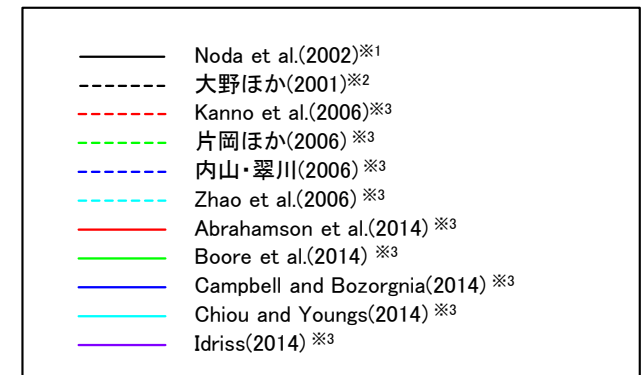 Noda et al.(2002)※1
大野ほか(2001)※2
Kanno et al.(2006)※3
片岡ほか(2006) ※3
内山・翠川(2006) ※3
Zhao et al.(2006) ※3
Abrahamson et al.(2014) ※3
Boore et al.(2014) ※3
Campbell and Bozorgnia(2014) ※3
Chiou and Youngs(2014) ※3
Idriss(2014) ※3